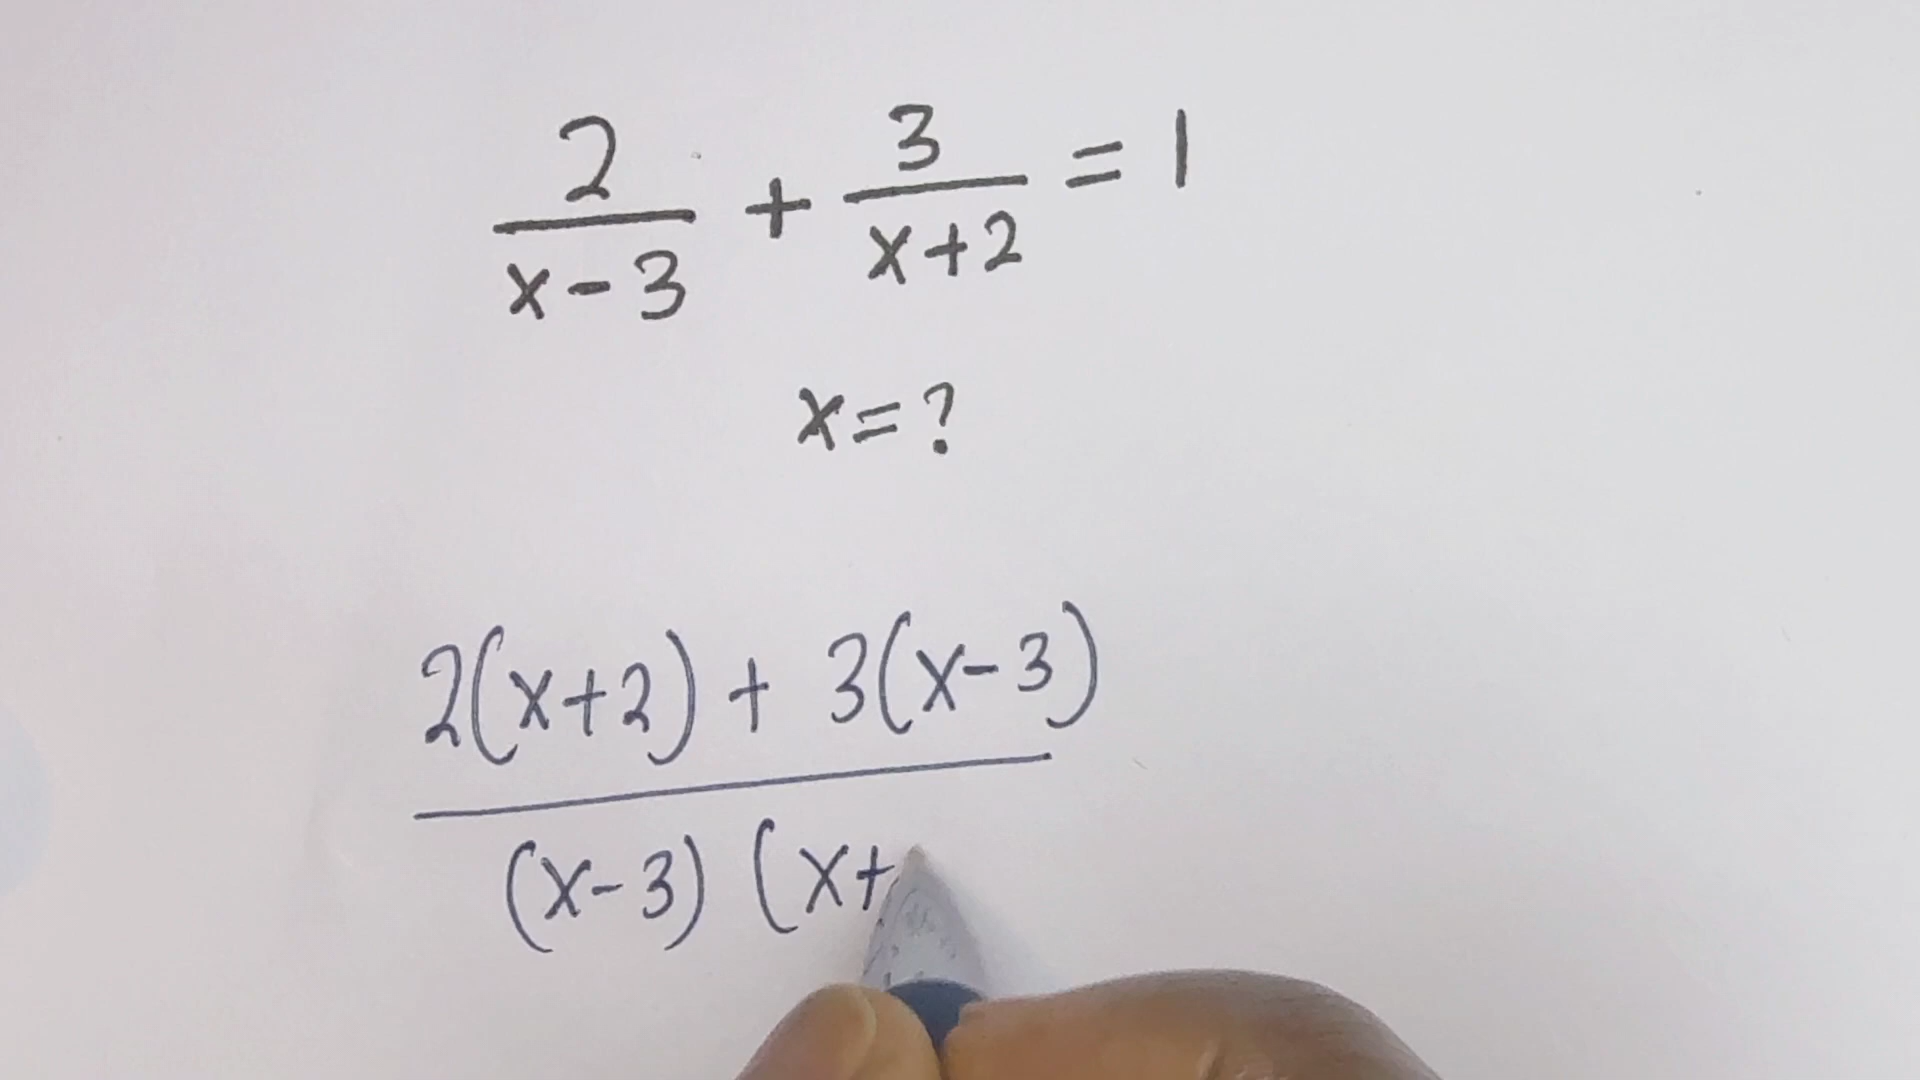 2/(x-3) + 3/(x+2) = 1
x=?
2(x+2) + 3(x-3)
(x-3) (x+